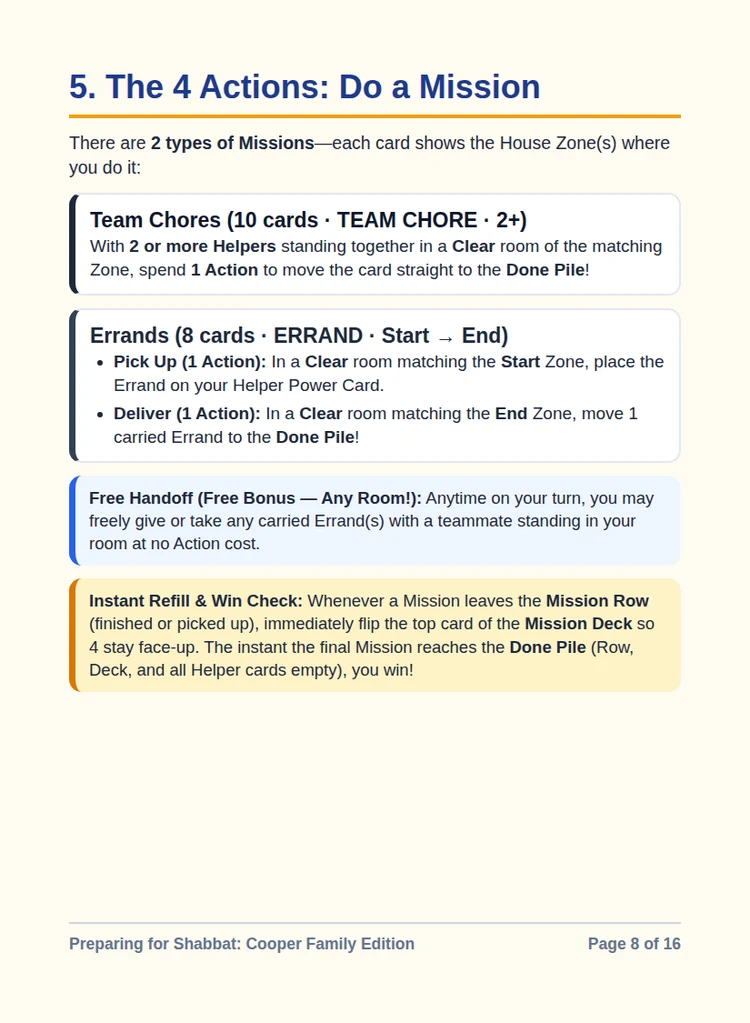 5. The 4 Actions: Do a Mission
There are 2 types of Missions—each card shows the House Zone(s) where
you do it:
Team Chores (10 cards · TEAM CHORE · 2+)
With 2 or more Helpers standing together in a Clear room of the matching
Zone, spend 1 Action to move the card straight to the Done Pile!
Errands (8 cards · ERRAND · Start → End)
• Pick Up (1 Action): In a Clear room matching the Start Zone, place the
Errand on your Helper Power Card.
• Deliver (1 Action): In a Clear room matching the End Zone, move 1
carried Errand to the Done Pile!
Free Handoff (Free Bonus — Any Room!): Anytime on your turn, you may
freely give or take any carried Errand(s) with a teammate standing in your
room at no Action cost.
Instant Refill & Win Check: Whenever a Mission leaves the Mission Row
(finished or picked up), immediately flip the top card of the Mission Deck so
4 stay face-up. The instant the final Mission reaches the Done Pile (Row,
Deck, and all Helper cards empty), you win!
Preparing for Shabbat: Cooper Family Edition
Page 8 of 16